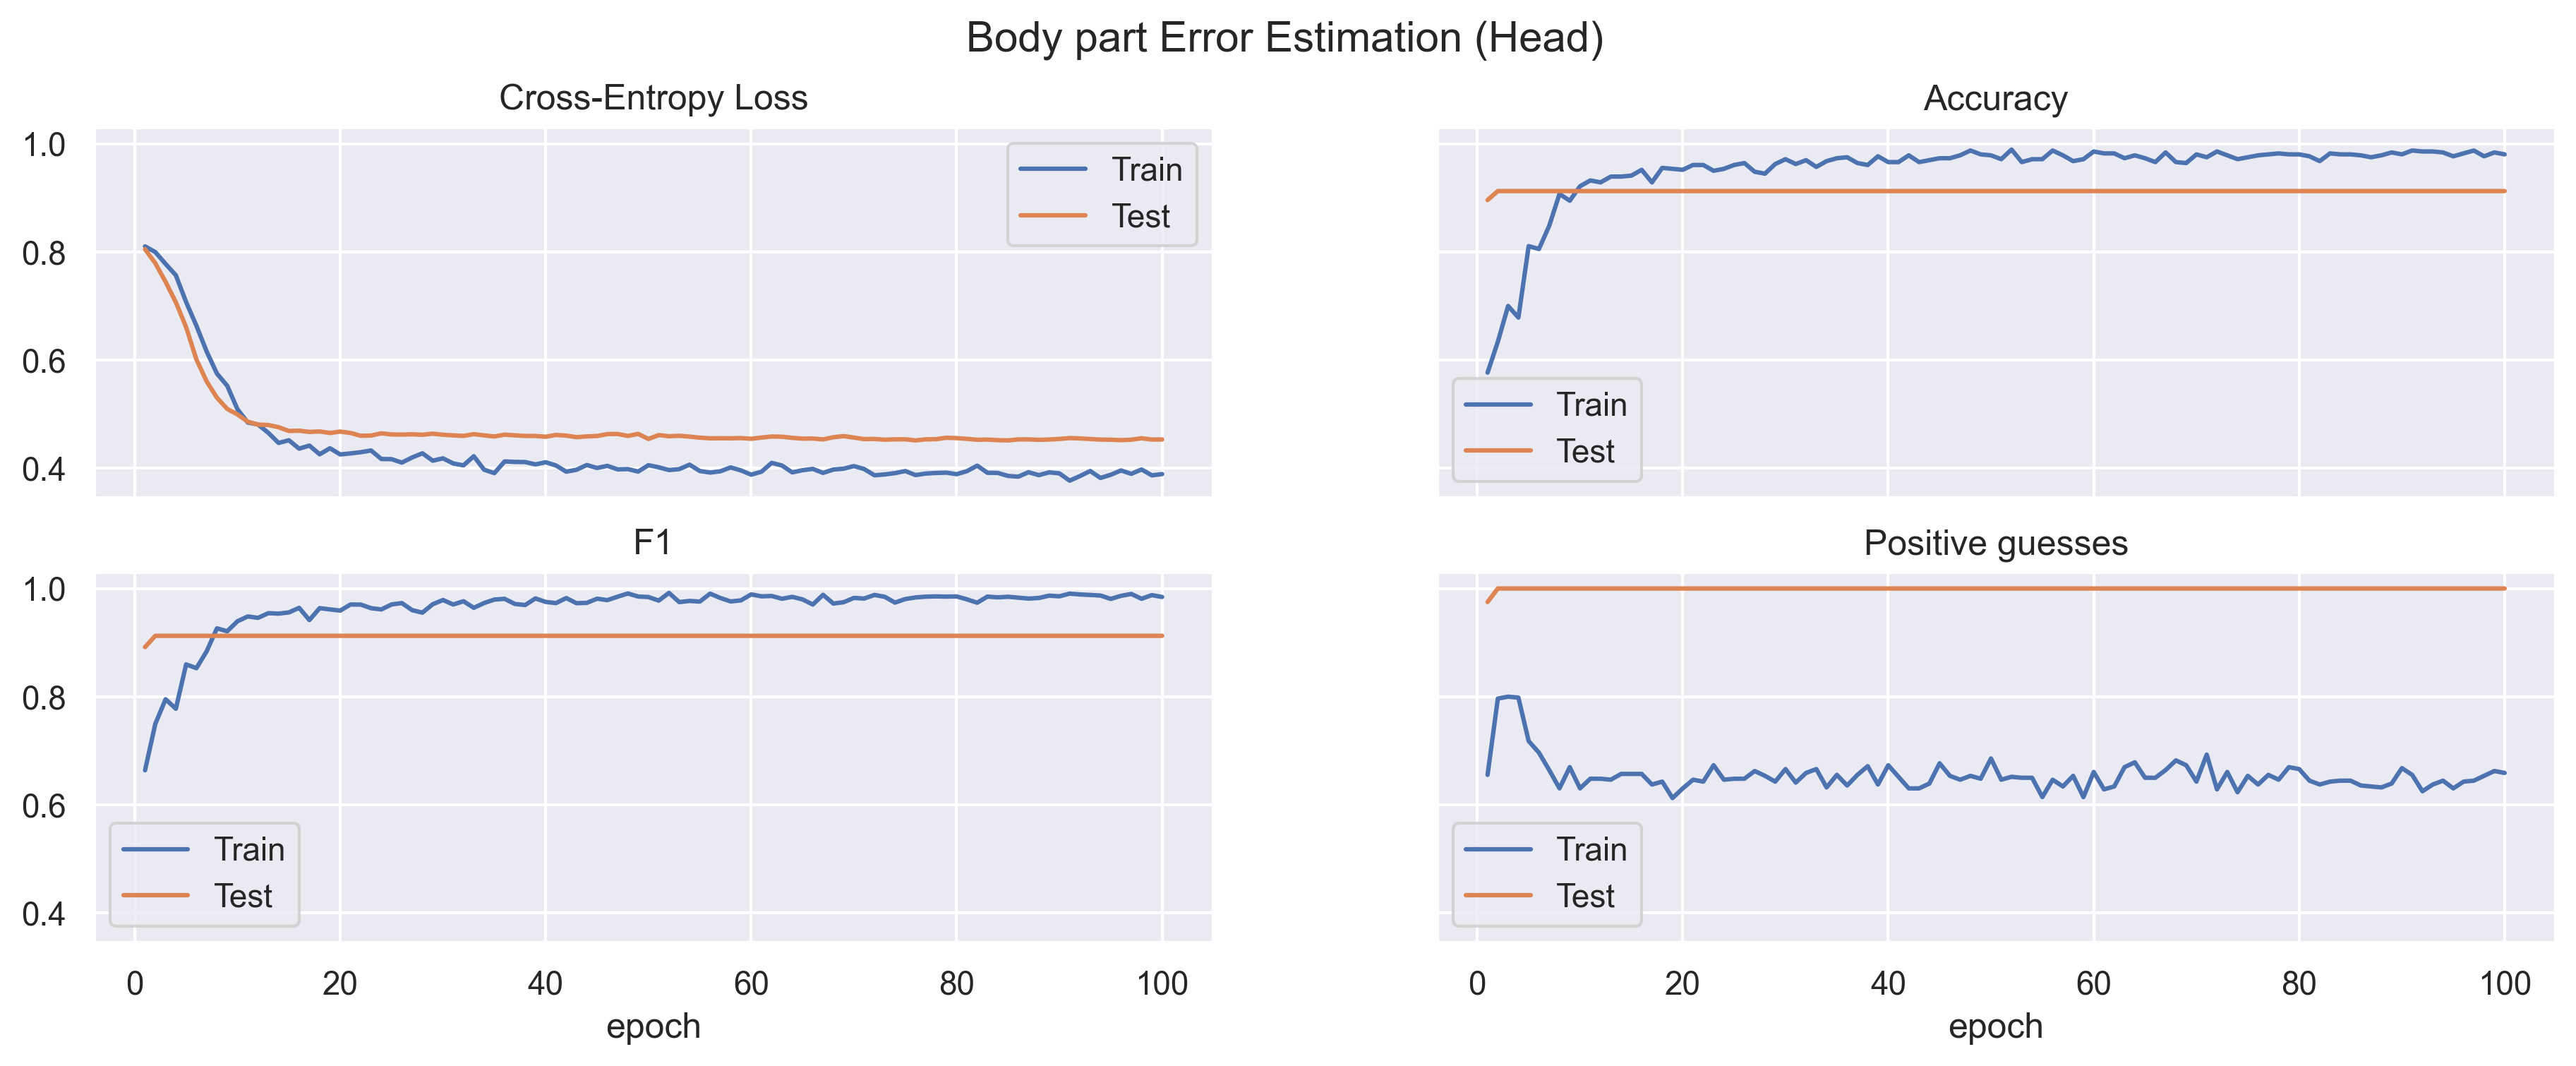 Body part Error Estimation (Head)
Cross-Entropy Loss
1.0
0.8
0.6
0.4
Train
Test
Accuracy
Train
Test
F1
1.0
0.8
0.6
0.4
Train
Test
0 20 40 60 80 100
epoch
Positive guesses
Train
Test
0 20 40 60 80 100
epoch